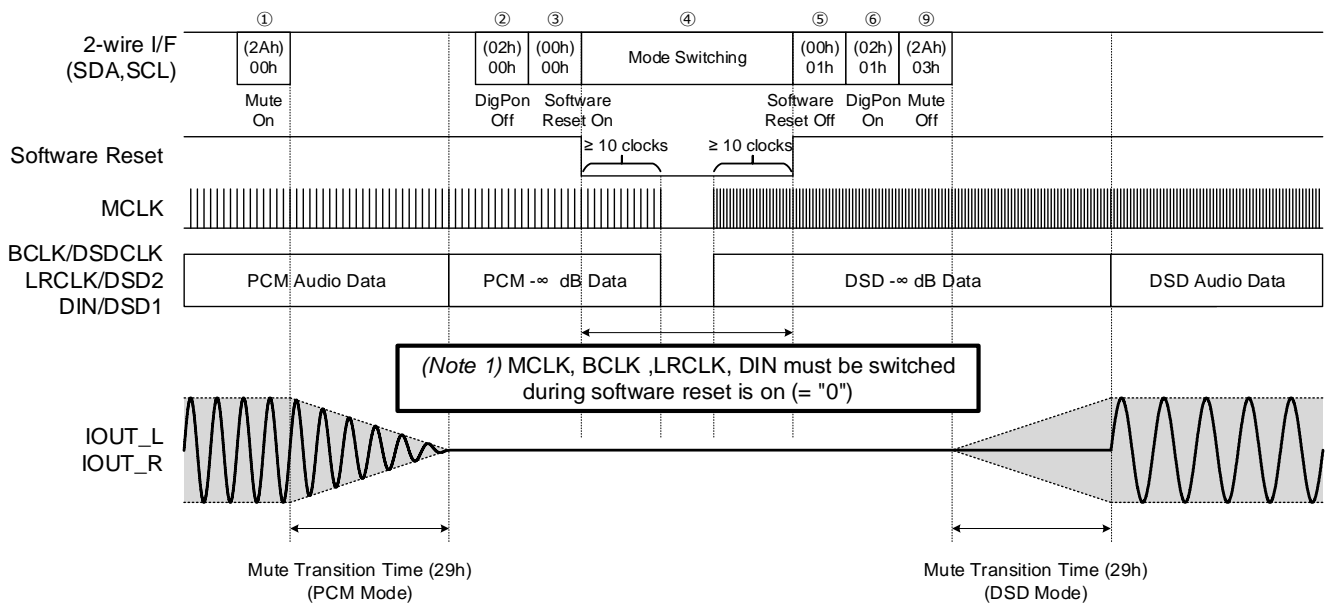 ① ② ③ ④ ⑤ ⑥ ⑨
2-wire I/F
(SDA,SCL)
(2Ah)
00h
(02h)
00h
(00h)
00h
Mode Switching
(00h)
01h
(02h)
01h
(2Ah)
03h
Mute
On
DigPon
Off
Software
Reset On
Software
Reset Off
DigPon
On
Mute
Off
Software Reset
≥ 10 clocks
≥ 10 clocks
MCLK
BCLK/DSDCLK
LRCLK/DSD2
DIN/DSD1
PCM Audio Data
PCM -∞ dB Data
DSD -∞ dB Data
DSD Audio Data
(Note 1) MCLK, BCLK ,LRCLK, DIN must be switched
during software reset is on (= "0")
IOUT_L
IOUT_R
Mute Transition Time (29h)
(PCM Mode)
Mute Transition Time (29h)
(DSD Mode)